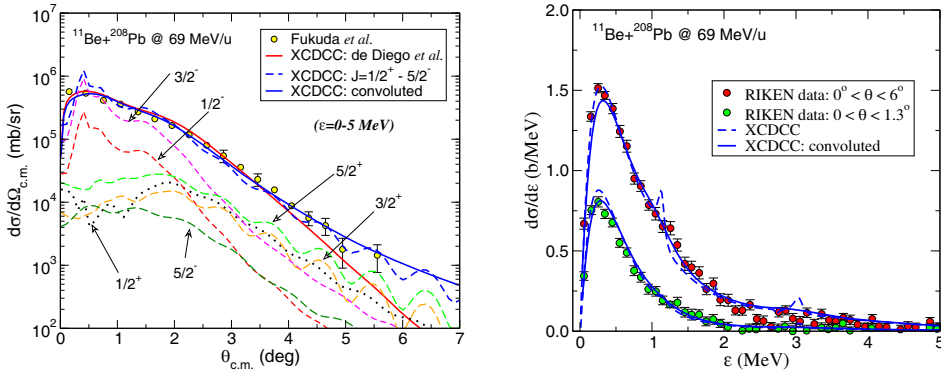 ¹¹Be+²⁰⁸Pb @ 69 MeV/u
Fukuda et al.
XCDCC: de Diego et al.
XCDCC: J=1/2⁺ - 5/2⁻
XCDCC: convoluted
(ε=0-5 MeV)
3/2⁻
1/2⁻
5/2⁺
3/2⁺
1/2⁺
5/2⁻
10⁷
10⁶
10⁵
10⁴
10³
10²
dσ/dΩc.m. (mb/sr)
0 1 2 3 4 5 6 7
θc.m. (deg)
¹¹Be+²⁰⁸Pb @ 69 MeV/u
RIKEN data: 0° < θ < 6°
RIKEN data: 0 < θ < 1.3°
XCDCC
XCDCC: convoluted
2.0
1.5
1.0
0.5
0.0
dσ/dε (b/MeV)
0 1 2 3 4 5
ε (MeV)